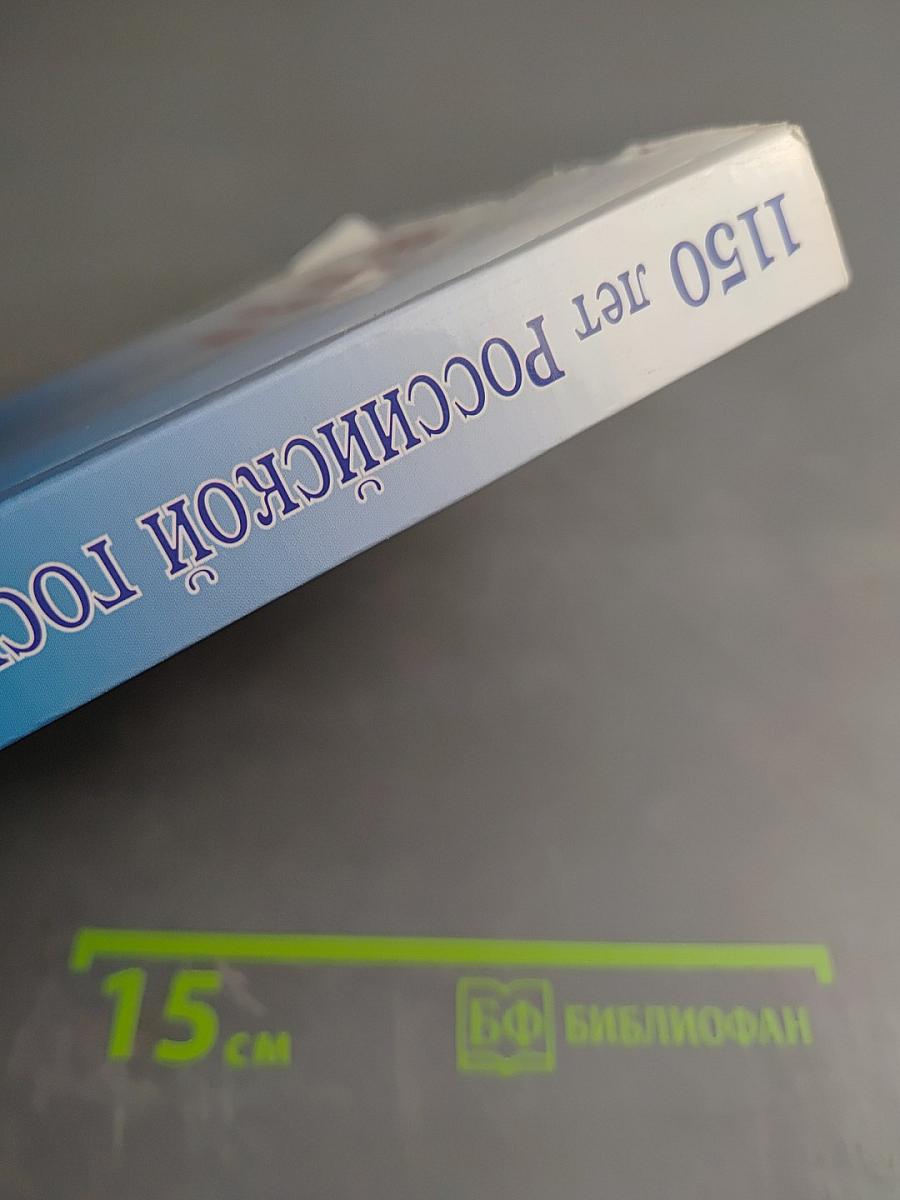 1150 лет Российской гос
15 см
БФ БИБЛИОФАН